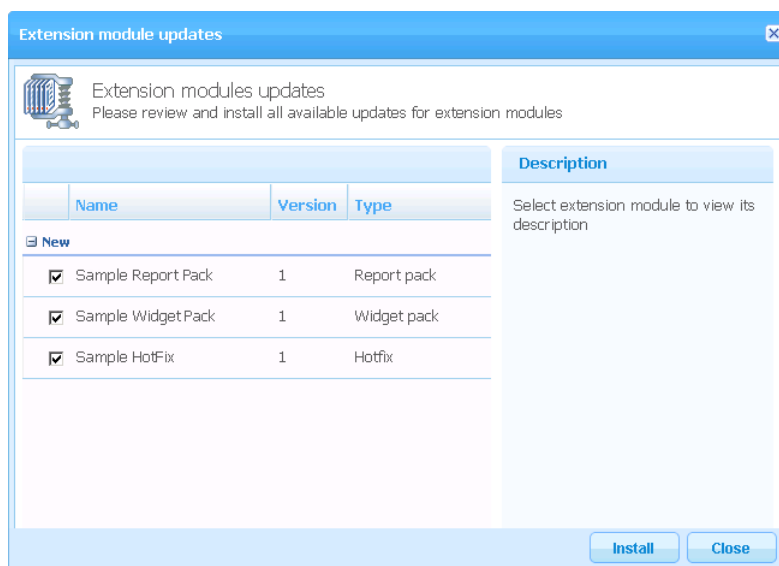 Extension module updates
Extension modules updates
Please review and install all available updates for extension modules
Description
Name Version Type
Select extension module to view its
description
New
Sample Report Pack 1 Report pack
Sample Widget Pack 1 Widget pack
Sample HotFix 1 Hotfix
Install Close